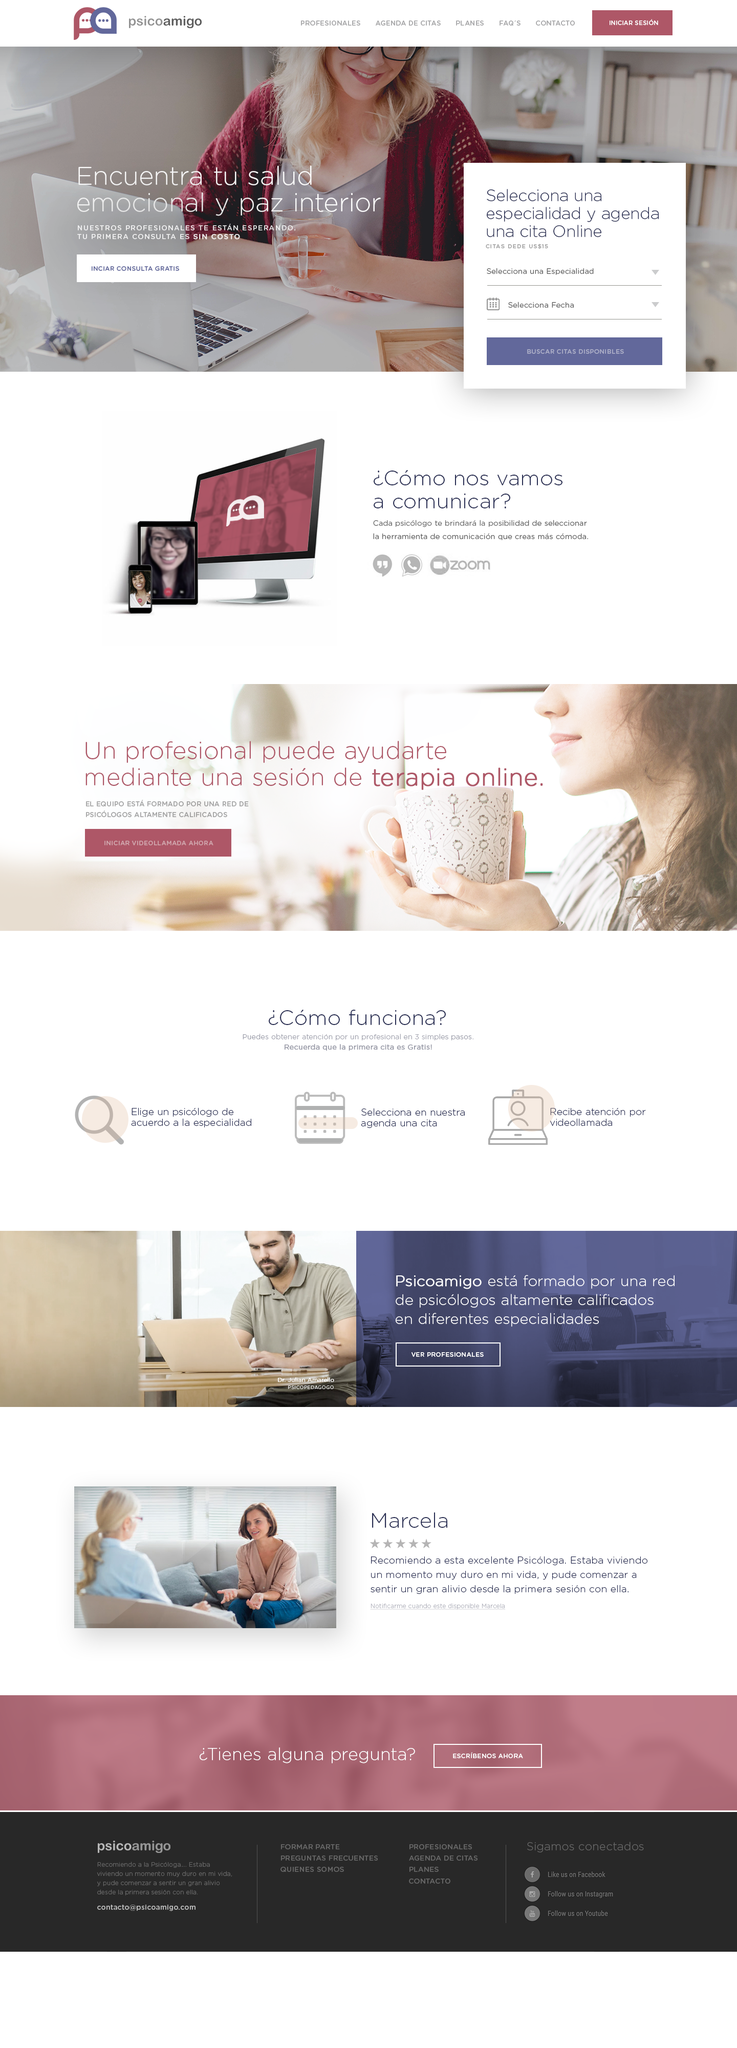 psicoamigo
PROFESIONALES
AGENDA DE CITAS
PLANES
FAQ'S
CONTACTO
INICIAR SESIÓN
Encuentra tu salud
emocional y paz interior
NUESTROS PROFESIONALES TE ESTÁN ESPERANDO.
TU PRIMERA CONSULTA ES SIN COSTO
INCIAR CONSULTA GRATIS
Selecciona una
especialidad y agenda
una cita Online
CITAS DEDE US$15
Selecciona una Especialidad
Selecciona Fecha
BUSCAR CITAS DISPONIBLES
¿Cómo nos vamos
a comunicar?
Cada psicólogo te brindará la posibilidad de seleccionar
la herramienta de comunicación que creas más cómoda.
zoom
Un profesional puede ayudarte
mediante una sesión de terapia online.
EL EQUIPO ESTÁ FORMADO POR UNA RED DE
PSICÓLOGOS ALTAMENTE CALIFICADOS
INICIAR VIDEOLLAMADA AHORA
¿Cómo funciona?
Puedes obtener atención por un profesional en 3 simples pasos.
Recuerda que la primera cita es Gratis!
Elige un psicólogo de
acuerdo a la especialidad
Selecciona en nuestra
agenda una cita
Recibe atención por
videollamada
Dr. Julián Amarillo
PSICOPEDAGOGO
Psicoamigo está formado por una red
de psicólogos altamente calificados
en diferentes especialidades
VER PROFESIONALES
Marcela
Recomiendo a esta excelente Psicóloga. Estaba viviendo
un momento muy duro en mi vida, y pude comenzar a
sentir un gran alivio desde la primera sesión con ella.
Notificarme cuando este disponible Marcela
¿Tienes alguna pregunta?
ESCRÍBENOS AHORA
psicoamigo
Recomiendo a la Psicóloga... Estaba
viviendo un momento muy duro en mi vida,
y pude comenzar a sentir un gran alivio
desde la primera sesión con ella.
contacto@psicoamigo.com
FORMAR PARTE
PREGUNTAS FRECUENTES
QUIENES SOMOS
PROFESIONALES
AGENDA DE CITAS
PLANES
CONTACTO
Sigamos conectados
Like us on Facebook
Follow us on Instagram
Follow us on Youtube